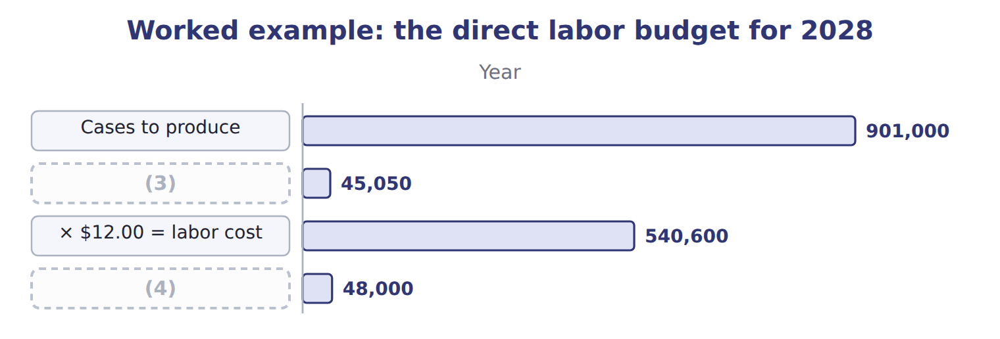 Worked example: the direct labor budget for 2028
Year
Cases to produce
901,000
(3)
45,050
× $12.00 = labor cost
540,600
(4)
48,000